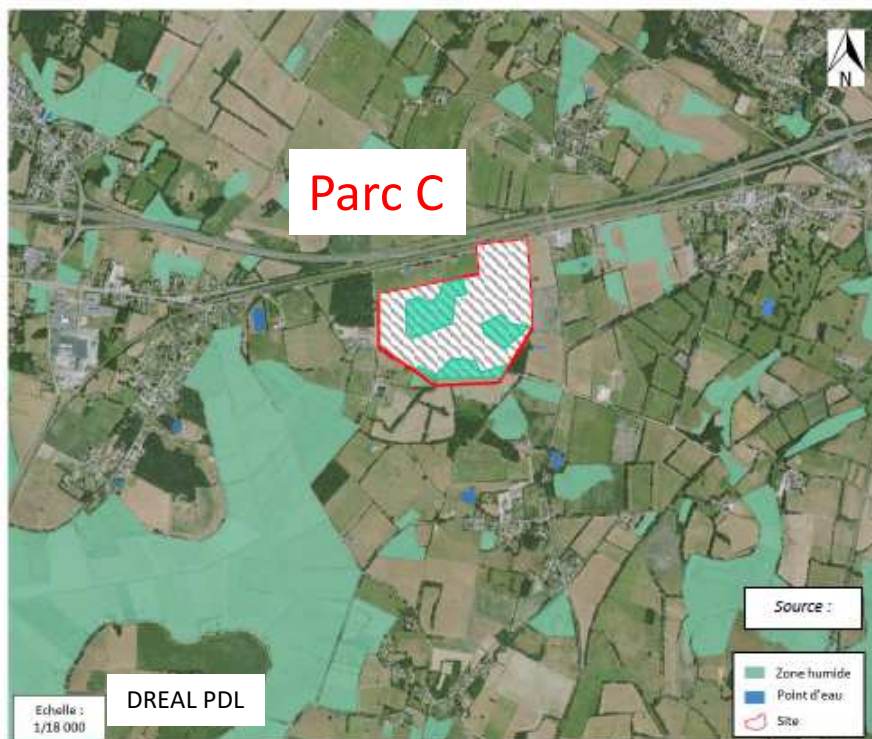 N
Parc C
Source :
Zone humide
Point d'eau
Site
Echelle :
1/18 000
DREAL PDL